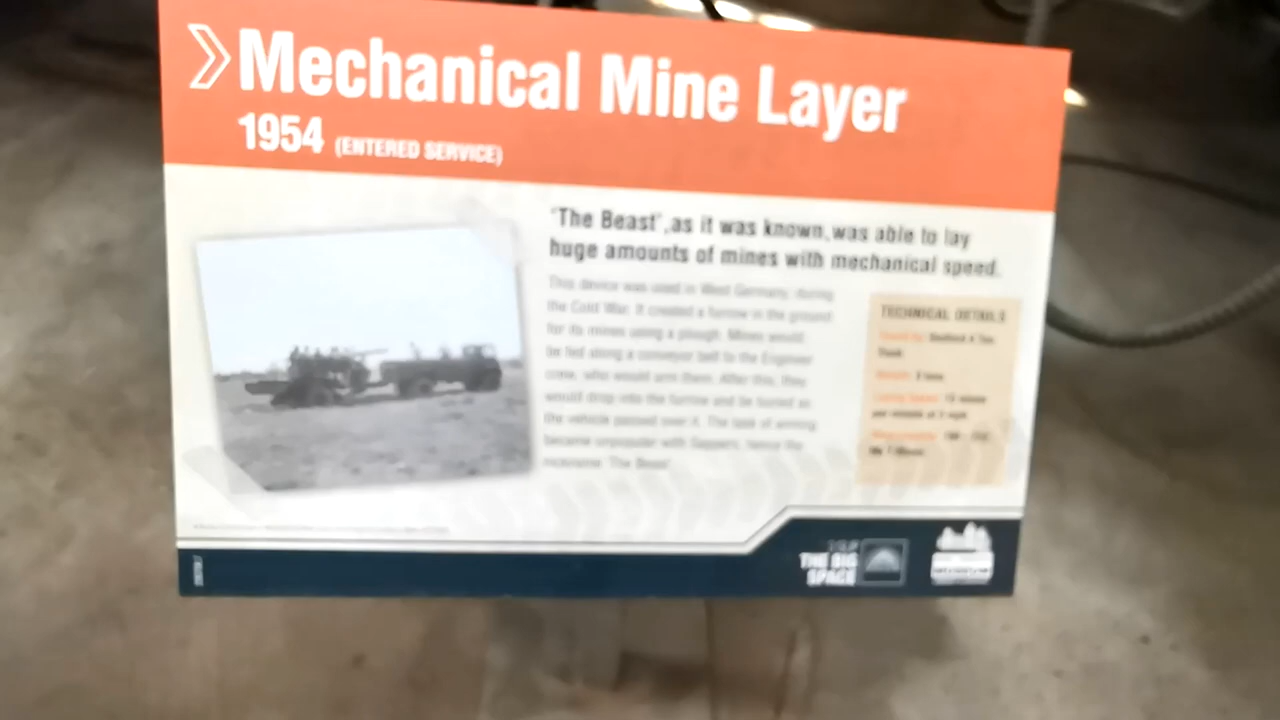 Mechanical Mine Layer
1954 (ENTERED SERVICE)
'The Beast', as it was known, was able to lay
huge amounts of mines with mechanical speed.
This device was used in West Germany, during
the Cold War. It created a furrow in the ground
for its mines using a plough. Mines would
be fed along a conveyor belt to the Engineer
crew, who would arm them. After this, they
would drop into the furrow and be buried as
the vehicle passed over it. The task of arming
became unpopular with Sappers, hence the
nickname 'The Beast'.
TECHNICAL DETAILS
Truck
Weight:
THE BIG
SPACE